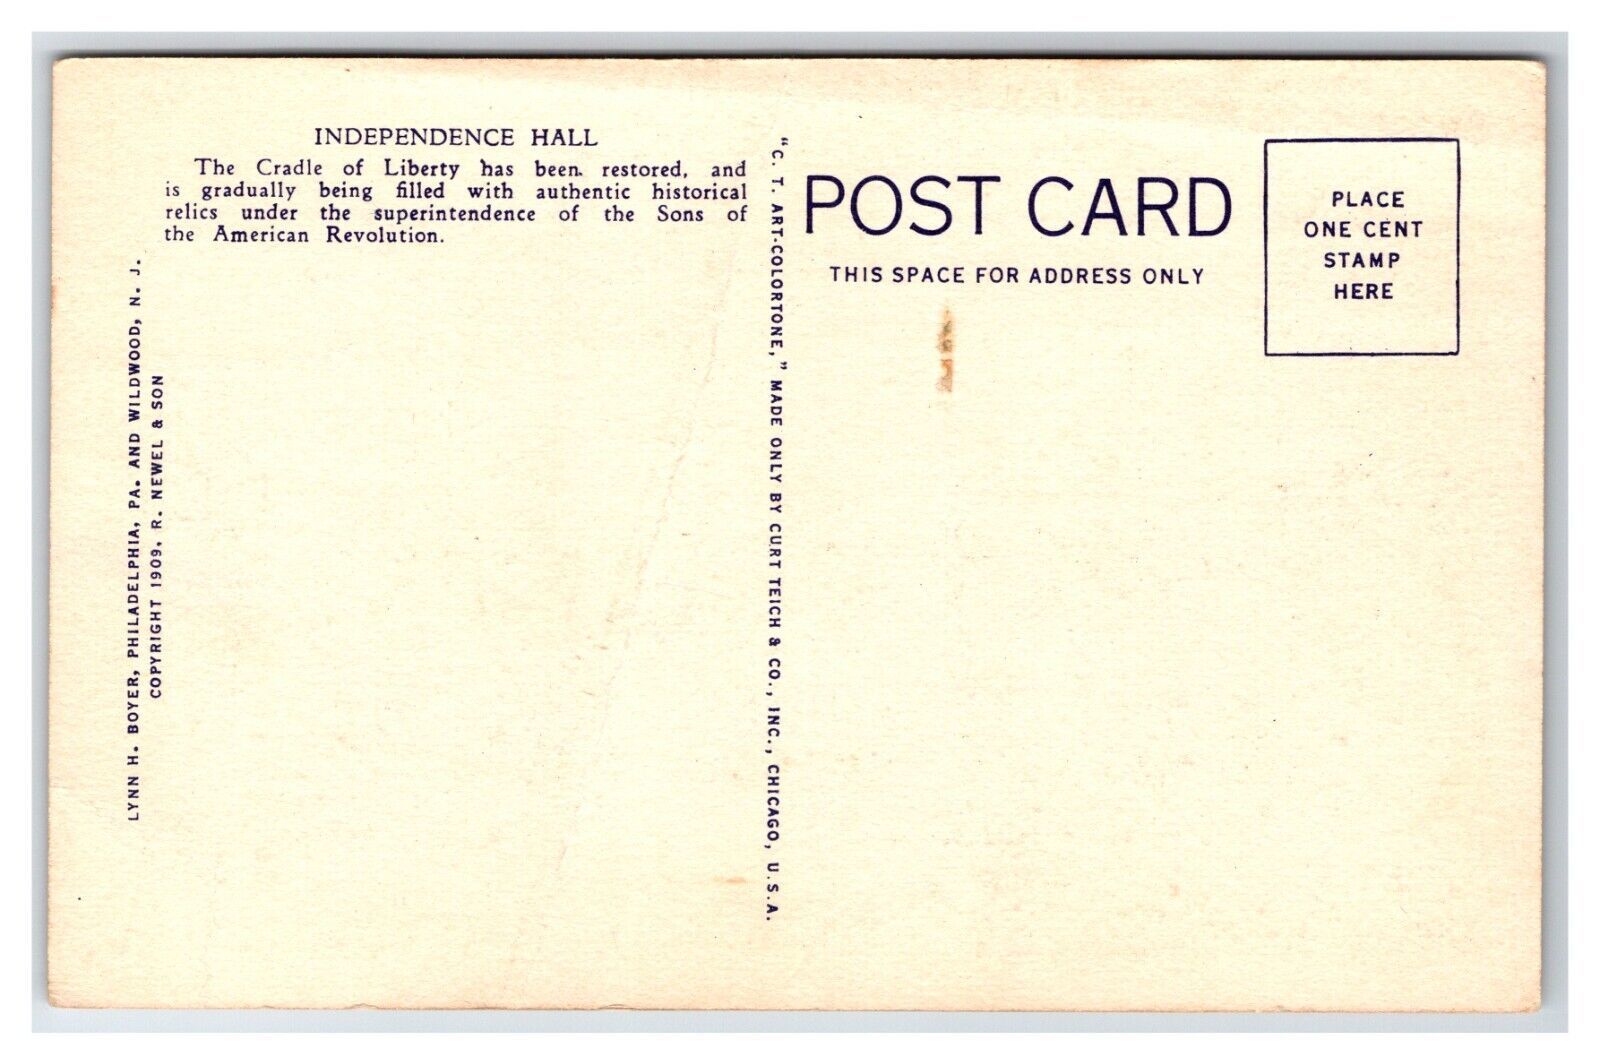 INDEPENDENCE HALL
The Cradle of Liberty has been restored, and
is gradually being filled with authentic historical
relics under the superintendence of the Sons of
the American Revolution.
LYNN H. BOYER, PHILADELPHIA, PA. AND WILDWOOD, N. J.
COPYRIGHT 1909, R. NEWEL & SON
"C. T. ART-COLORTONE," MADE ONLY BY CURT TEICH & CO., INC., CHICAGO, U.S.A.
POST CARD
THIS SPACE FOR ADDRESS ONLY
PLACE
ONE CENT
STAMP
HERE